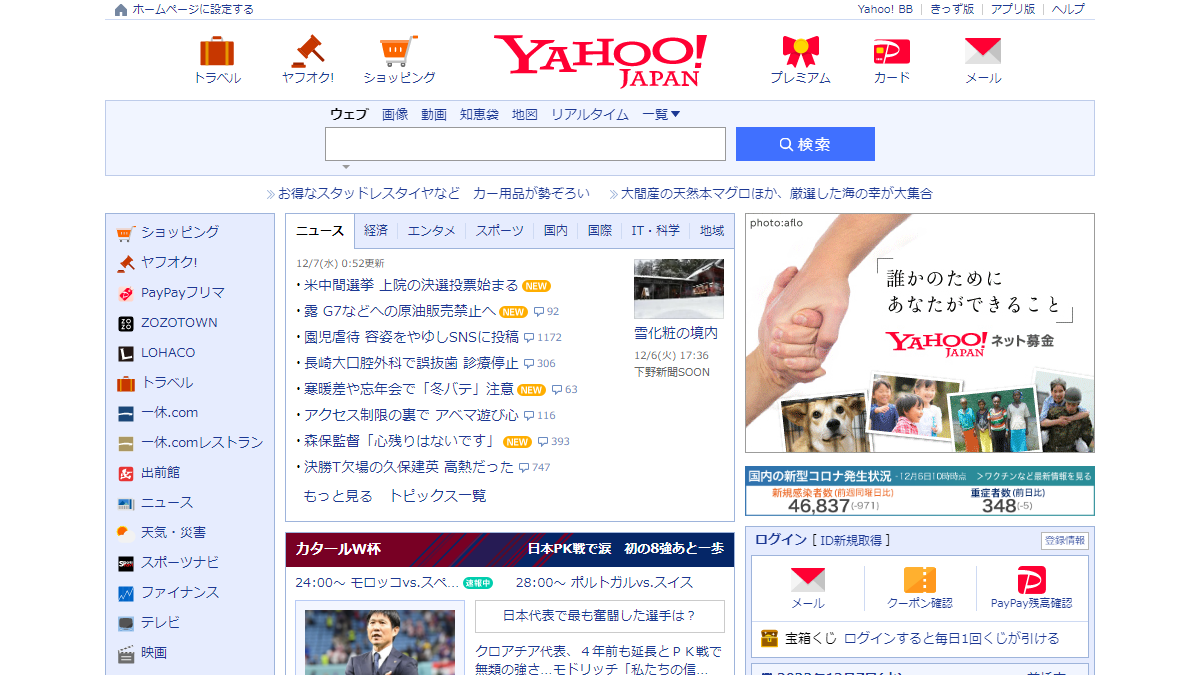 ホームページに設定する
Yahoo! BB
きっず版
アプリ版
ヘルプ
トラベル
ヤフオク!
ショッピング
YAHOO!
JAPAN
プレミアム
カード
メール
ウェブ 画像 動画 知恵袋 地図 リアルタイム 一覧▼
検索
お得なスタッドレスタイヤなど カー用品が勢ぞろい
大間産の天然本マグロほか、厳選した海の幸が大集合
ショッピング
ヤフオク!
PayPayフリマ
ZOZOTOWN
LOHACO
トラベル
一休.com
一休.comレストラン
出前館
ニュース
天気・災害
スポーツナビ
ファイナンス
テレビ
映画
ニュース 経済 エンタメ スポーツ 国内 国際 IT・科学 地域
12/7(水) 0:52更新
・米中間選挙 上院の決選投票始まる NEW
・露 G7などへの原油販売禁止へ NEW 92
・園児虐待 容姿をやゆしSNSに投稿 1172
・長崎大口腔外科で誤抜歯 診療停止 306
・寒暖差や忘年会で「冬バテ」注意 NEW 63
・アクセス制限の裏で アベマ遊び心 116
・森保監督「心残りはないです」 NEW 393
・決勝T欠場の久保建英 高熱だった 747
もっと見る トピックス一覧
雪化粧の境内
12/6(火) 17:36
下野新聞SOON
カタールW杯
日本PK戦で涙 初の8強あと一歩
24:00〜 モロッコvs.スペ… 速報中
28:00〜 ポルトガルvs.スイス
日本代表で最も奮闘した選手は？
クロアチア代表、４年前も延長とＰＫ戦で
無類の強さ…モドリッチ「私たちの信…
photo:aflo
誰かのために
あなたができること
YAHOO!
JAPAN
ネット募金
国内の新型コロナ発生状況 -12月6日10時時点 >ワクチンなど最新情報を見る
新規感染者数(前週同曜日比)
46,837(-971)
重症者数(前日比)
348(-5)
ログイン [ ID新規取得 ]
登録情報
メール
クーポン確認
PayPay残高確認
宝箱くじ ログインすると毎日1回くじが引ける